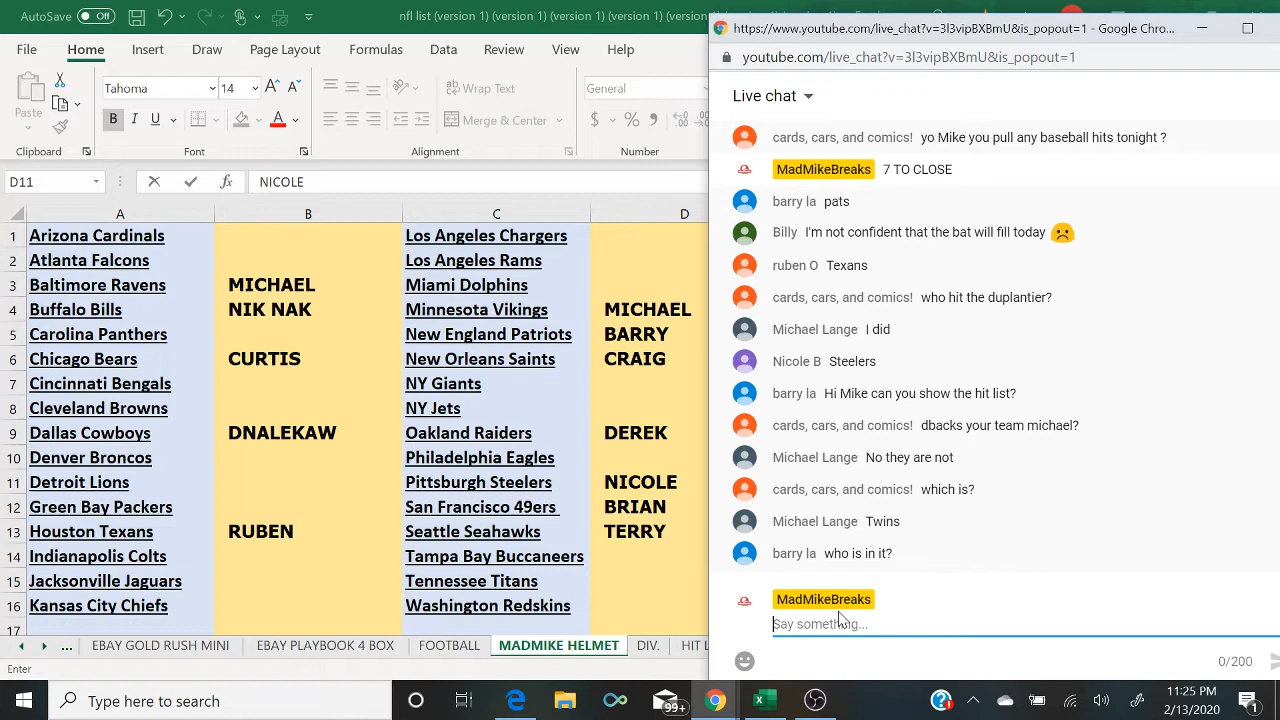 AutoSave Off nfl list (version 1) (version 1) (version 1) (version 1) (version
File Home Insert Draw Page Layout Formulas Data Review View Help
Paste
Tahoma 14 A A
B I U A
Wrap Text
Merge & Center
General
$ % 9
Clipboard Font Alignment Number
D11 fx NICOLE
A B C D
1 Arizona Cardinals Los Angeles Chargers
2 Atlanta Falcons Los Angeles Rams
3 Baltimore Ravens MICHAEL Miami Dolphins
4 Buffalo Bills NIK NAK Minnesota Vikings MICHAEL
5 Carolina Panthers New England Patriots BARRY
6 Chicago Bears CURTIS New Orleans Saints CRAIG
7 Cincinnati Bengals NY Giants
8 Cleveland Browns NY Jets
9 Dallas Cowboys DNALEKAW Oakland Raiders DEREK
10 Denver Broncos Philadelphia Eagles
11 Detroit Lions Pittsburgh Steelers NICOLE
12 Green Bay Packers San Francisco 49ers BRIAN
13 Houston Texans RUBEN Seattle Seahawks TERRY
14 Indianapolis Colts Tampa Bay Buccaneers
15 Jacksonville Jaguars Tennessee Titans
16 Kansas City Chiefs Washington Redskins
17
... EBAY GOLD RUSH MINI EBAY PLAYBOOK 4 BOX FOOTBALL MADMIKE HELMET DIV. HIT L
Enter
https://www.youtube.com/live_chat?v=3l3vipBXBmU&is_popout=1 - Google Chro...
youtube.com/live_chat?v=3l3vipBXBmU&is_popout=1
Live chat
cards, cars, and comics! yo Mike you pull any baseball hits tonight ?
MadMikeBreaks 7 TO CLOSE
barry la pats
Billy I'm not confident that the bat will fill today
ruben O Texans
cards, cars, and comics! who hit the duplantier?
Michael Lange I did
Nicole B Steelers
barry la Hi Mike can you show the hit list?
cards, cars, and comics! dbacks your team michael?
Michael Lange No they are not
cards, cars, and comics! which is?
Michael Lange Twins
barry la who is in it?
MadMikeBreaks
Say something...
0/200
Type here to search
99+
11:25 PM
2/13/2020
1